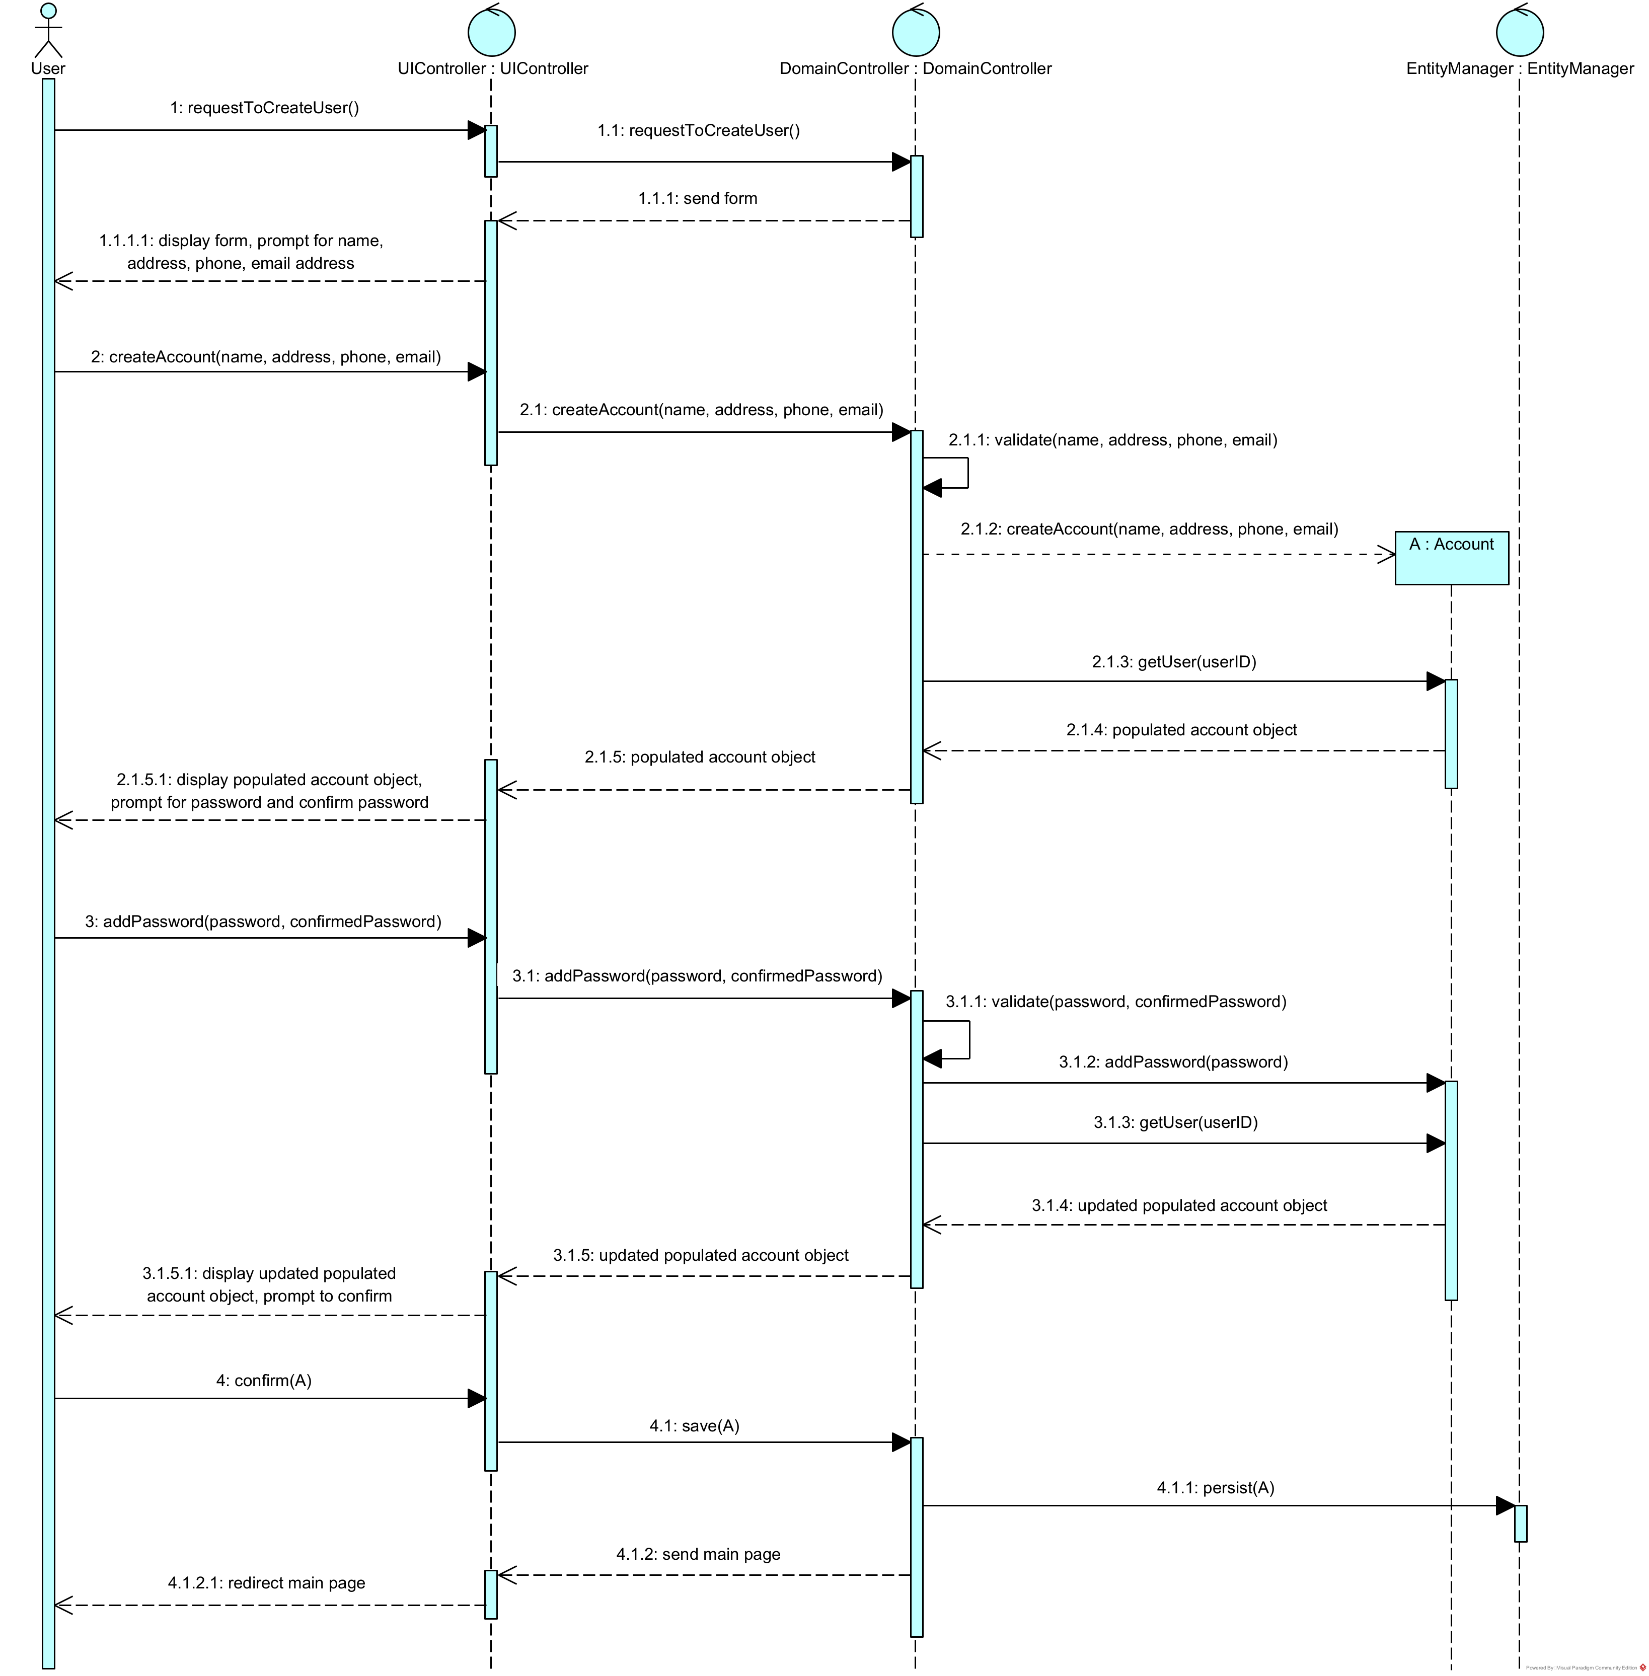 User
UIController : UIController
DomainController : DomainController
EntityManager : EntityManager
1: requestToCreateUser()
1.1: requestToCreateUser()
1.1.1: send form
1.1.1.1: display form, prompt for name,
address, phone, email address
2: createAccount(name, address, phone, email)
2.1: createAccount(name, address, phone, email)
2.1.1: validate(name, address, phone, email)
2.1.2: createAccount(name, address, phone, email)
A : Account
2.1.3: getUser(userID)
2.1.4: populated account object
2.1.5: populated account object
2.1.5.1: display populated account object,
prompt for password and confirm password
3: addPassword(password, confirmedPassword)
3.1: addPassword(password, confirmedPassword)
3.1.1: validate(password, confirmedPassword)
3.1.2: addPassword(password)
3.1.3: getUser(userID)
3.1.4: updated populated account object
3.1.5: updated populated account object
3.1.5.1: display updated populated
account object, prompt to confirm
4: confirm(A)
4.1: save(A)
4.1.1: persist(A)
4.1.2: send main page
4.1.2.1: redirect main page
Powered By Visual Paradigm Community Edition